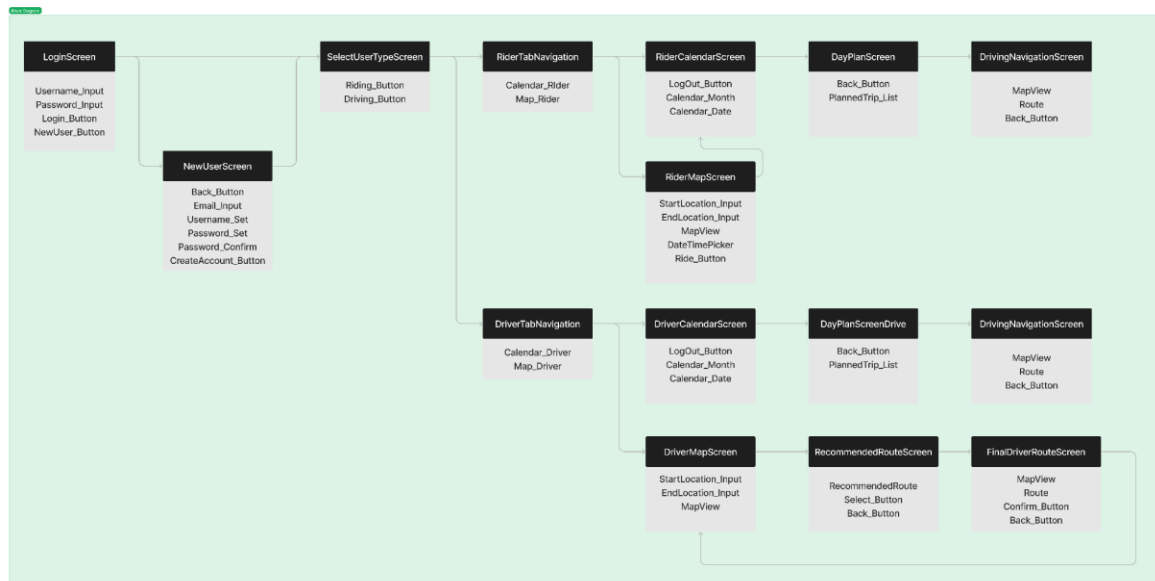 Block Diagram
LoginScreen
Username_Input
Password_Input
Login_Button
NewUser_Button
NewUserScreen
Back_Button
Email_Input
Username_Set
Password_Set
Password_Confirm
CreateAccount_Button
SelectUserTypeScreen
Riding_Button
Driving_Button
RiderTabNavigation
Calendar_RIder
Map_Rider
RiderCalendarScreen
LogOut_Button
Calendar_Month
Calendar_Date
DayPlanScreen
Back_Button
PlannedTrip_List
DrivingNavigationScreen
MapView
Route
Back_Button
RiderMapScreen
StartLocation_Input
EndLocation_Input
MapView
DateTimePicker
Ride_Button
DriverTabNavigation
Calendar_Driver
Map_Driver
DriverCalendarScreen
LogOut_Button
Calendar_Month
Calendar_Date
DayPlanScreenDrive
Back_Button
PlannedTrip_List
DrivingNavigationScreen
MapView
Route
Back_Button
DriverMapScreen
StartLocation_Input
EndLocation_Input
MapView
RecommendedRouteScreen
RecommendedRoute
Select_Button
Back_Button
FinalDriverRouteScreen
MapView
Route
Confirm_Button
Back_Button